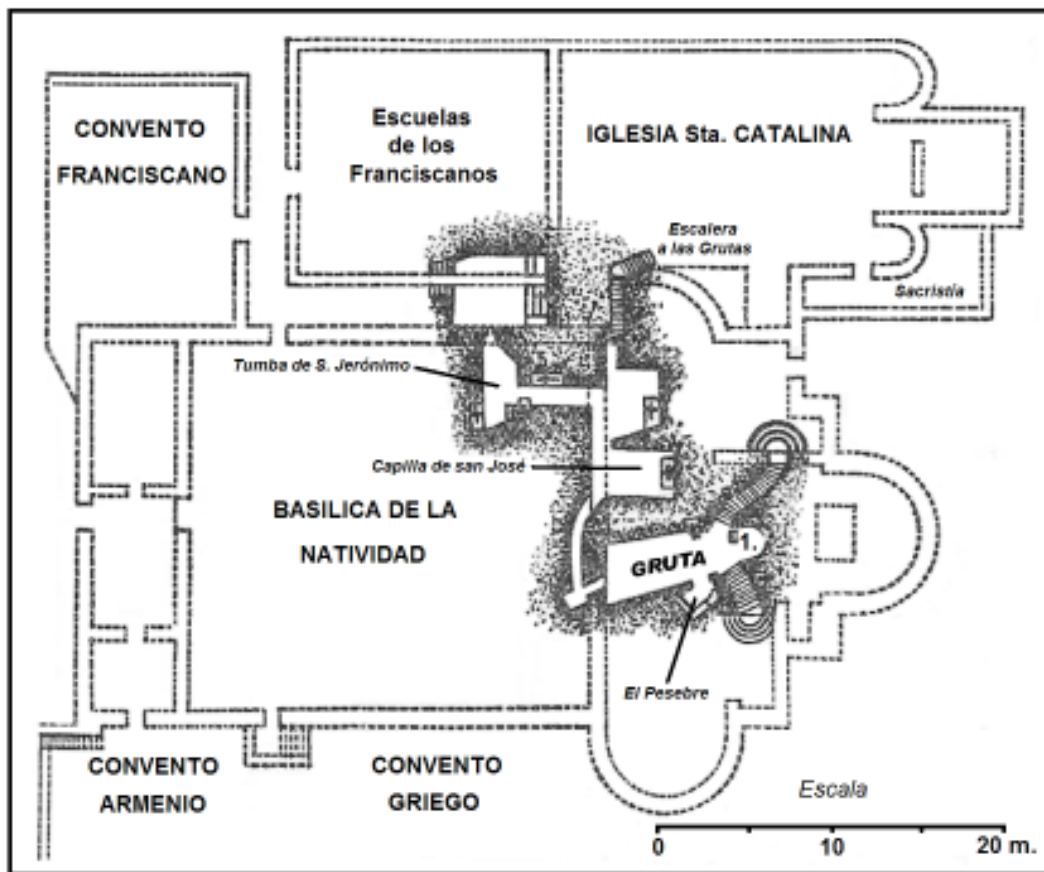 CONVENTO
FRANCISCANO
Escuelas
de los
Franciscanos
IGLESIA Sta. CATALINA
Escalera
a las Grutas
Sacristía
Tumba de S. Jerónimo
Capilla de san José
BASILICA DE LA
NATIVIDAD
GRUTA
1.
El Pesebre
CONVENTO
ARMENIO
CONVENTO
GRIEGO
Escala
0 10 20 m.